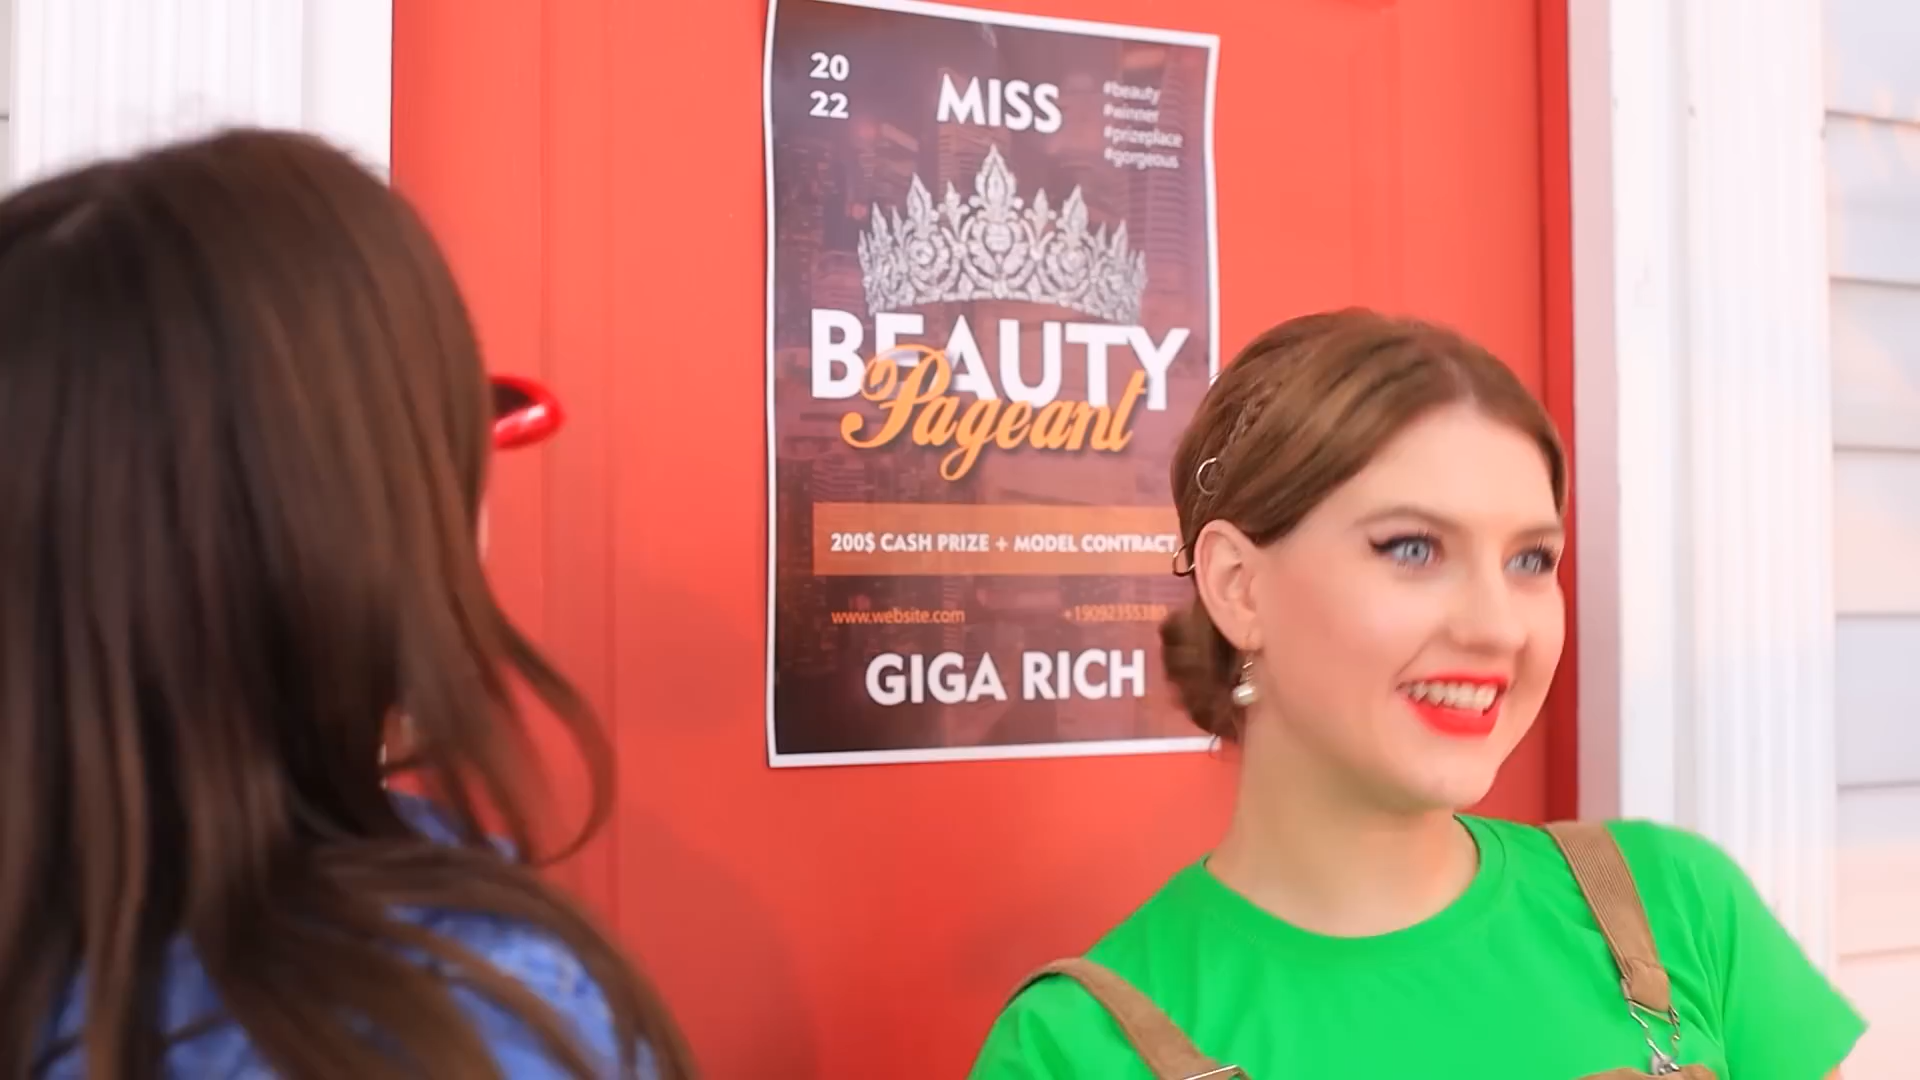 20
22
MISS
#beauty
#winner
#prizeplace
#gorgeous
BEAUTY
Pageant
200$ CASH PRIZE + MODEL CONTRACT
www.website.com
GIGA RICH